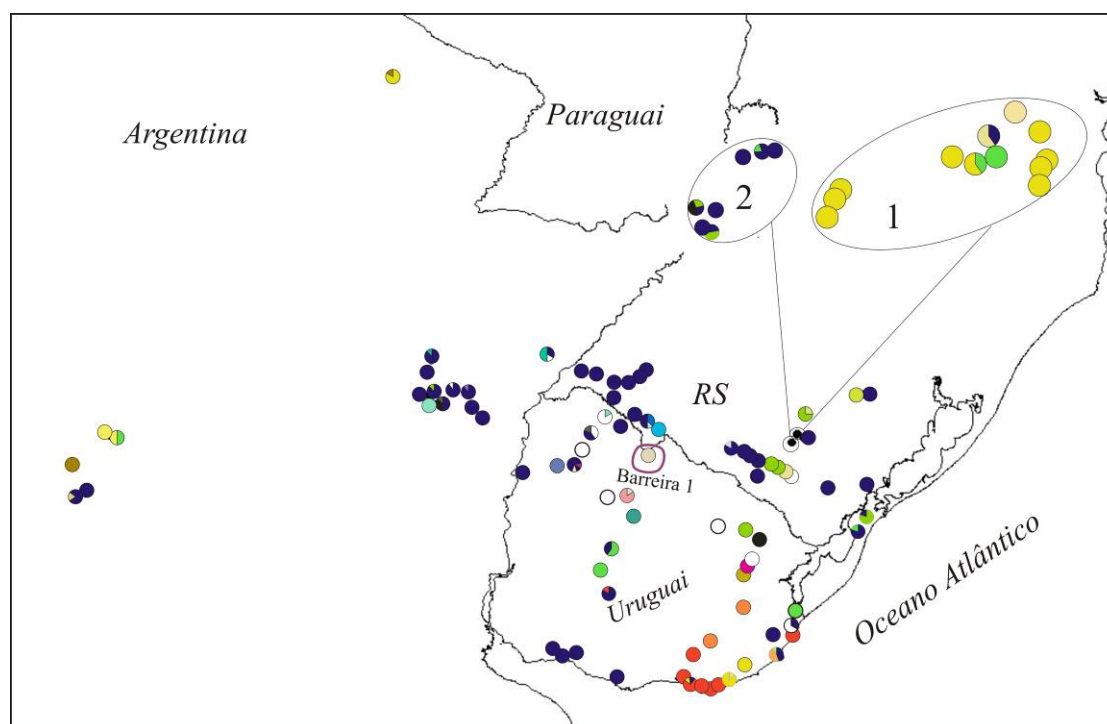 Argentina
Paraguai
2
1
RS
Barreira 1
Uruguai
Oceano Atlântico